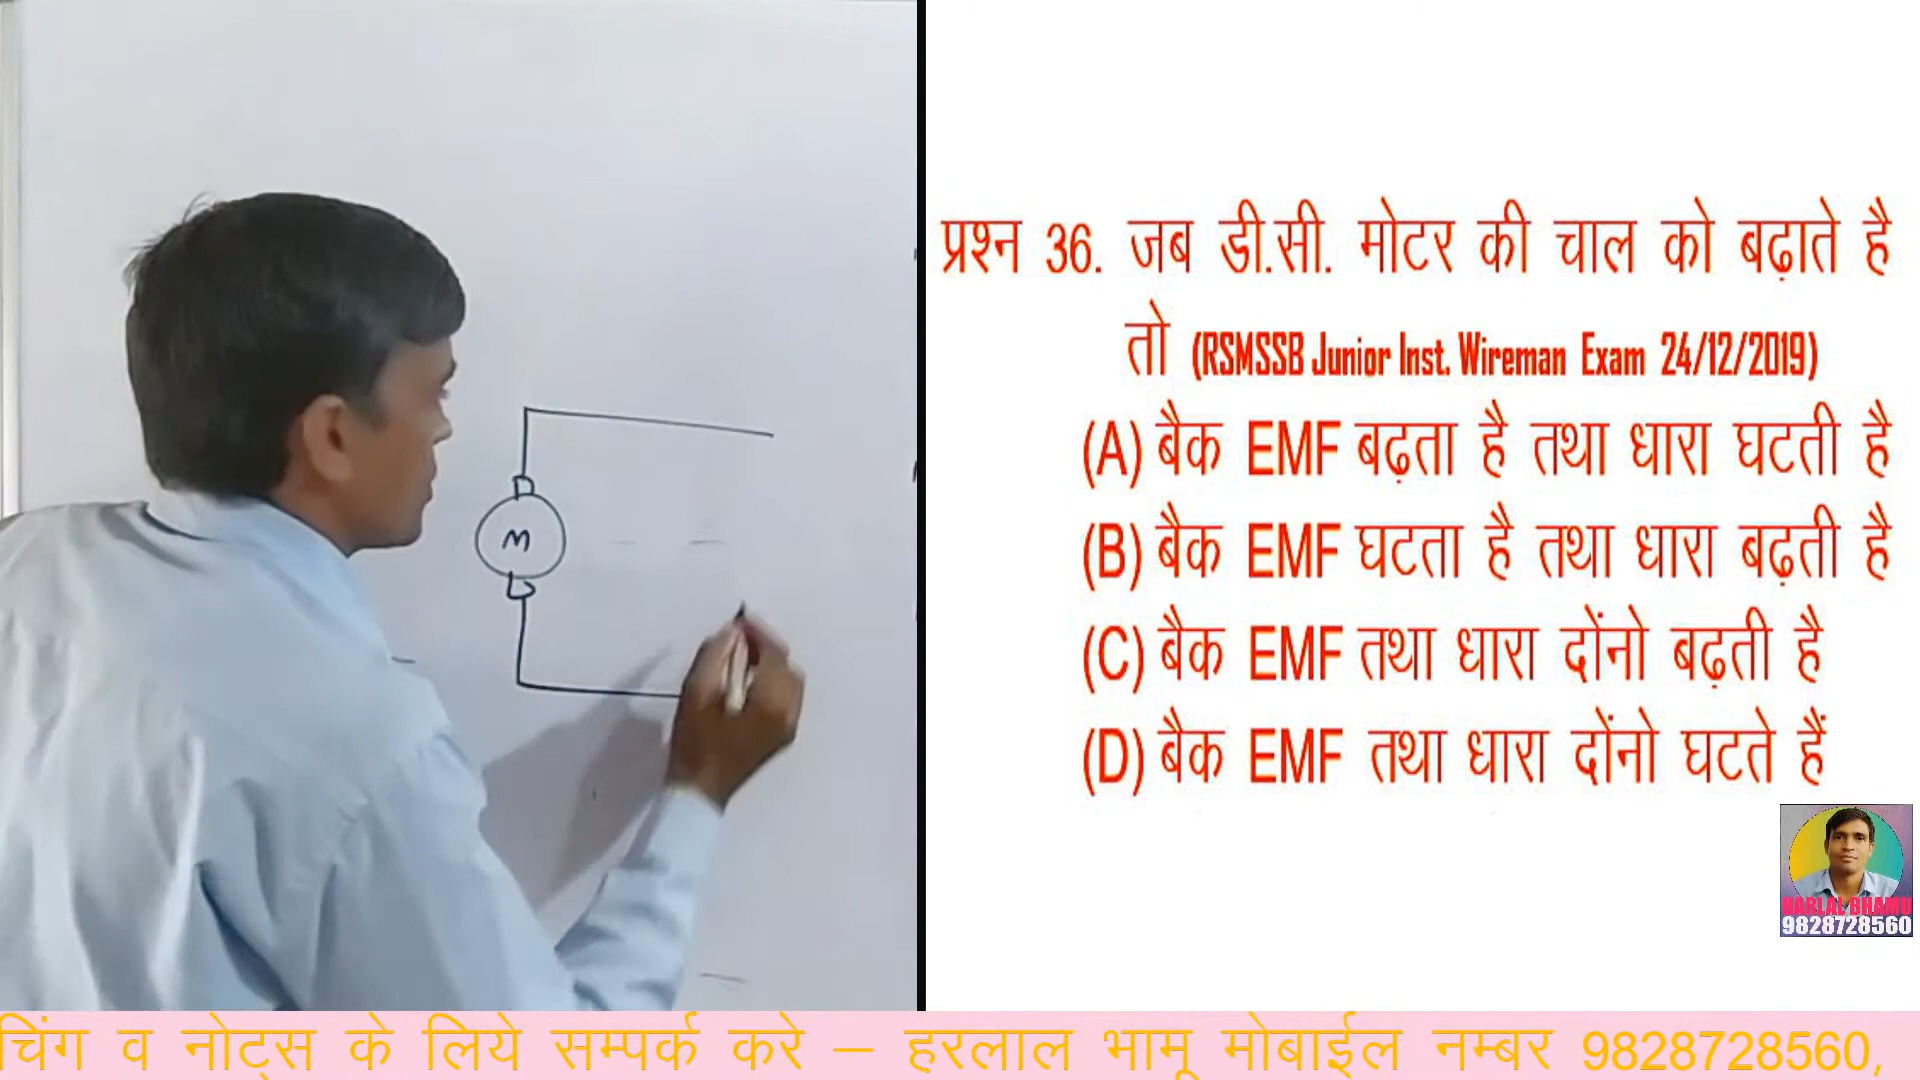 M
प्रश्न 36. जब डी.सी. मोटर की चाल को बढ़ाते है
तो (RSMSSB Junior Inst. Wireman Exam 24/12/2019)
(A) बैक EMF बढ़ता है तथा धारा घटती है
(B) बैक EMF घटता है तथा धारा बढ़ती है
(C) बैक EMF तथा धारा दोंनो बढ़ती है
(D) बैक EMF तथा धारा दोंनो घटते हैं
HARLAL BHAMU
9828728560
चिंग व नोट्स के लिये सम्पर्क करे – हरलाल भामू मोबाईल नम्बर 9828728560,